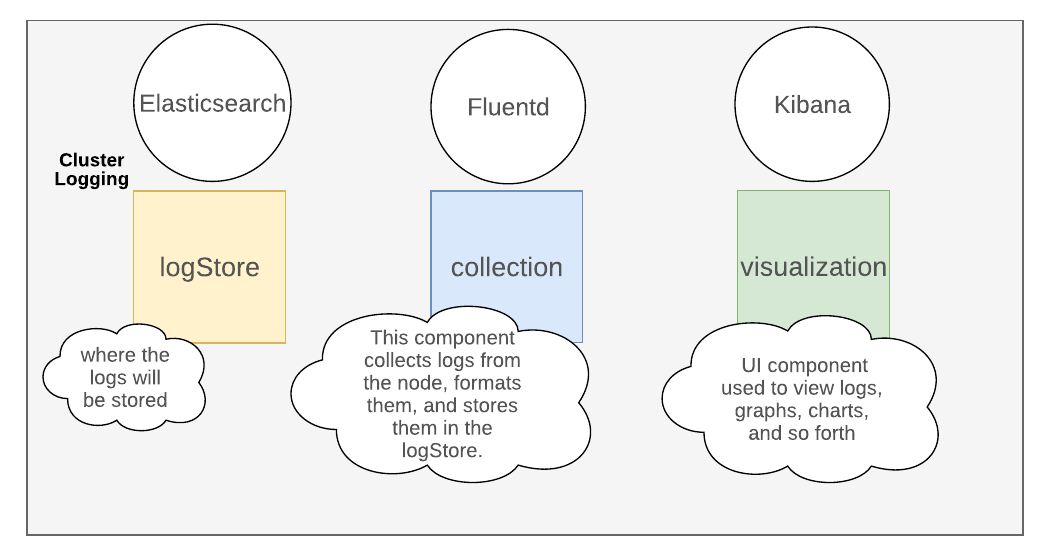 Elasticsearch
Fluentd
Kibana
Cluster
Logging
logStore
collection
visualization
where the
logs will
be stored
This component
collects logs from
the node, formats
them, and stores
them in the
logStore.
UI component
used to view logs,
graphs, charts,
and so forth